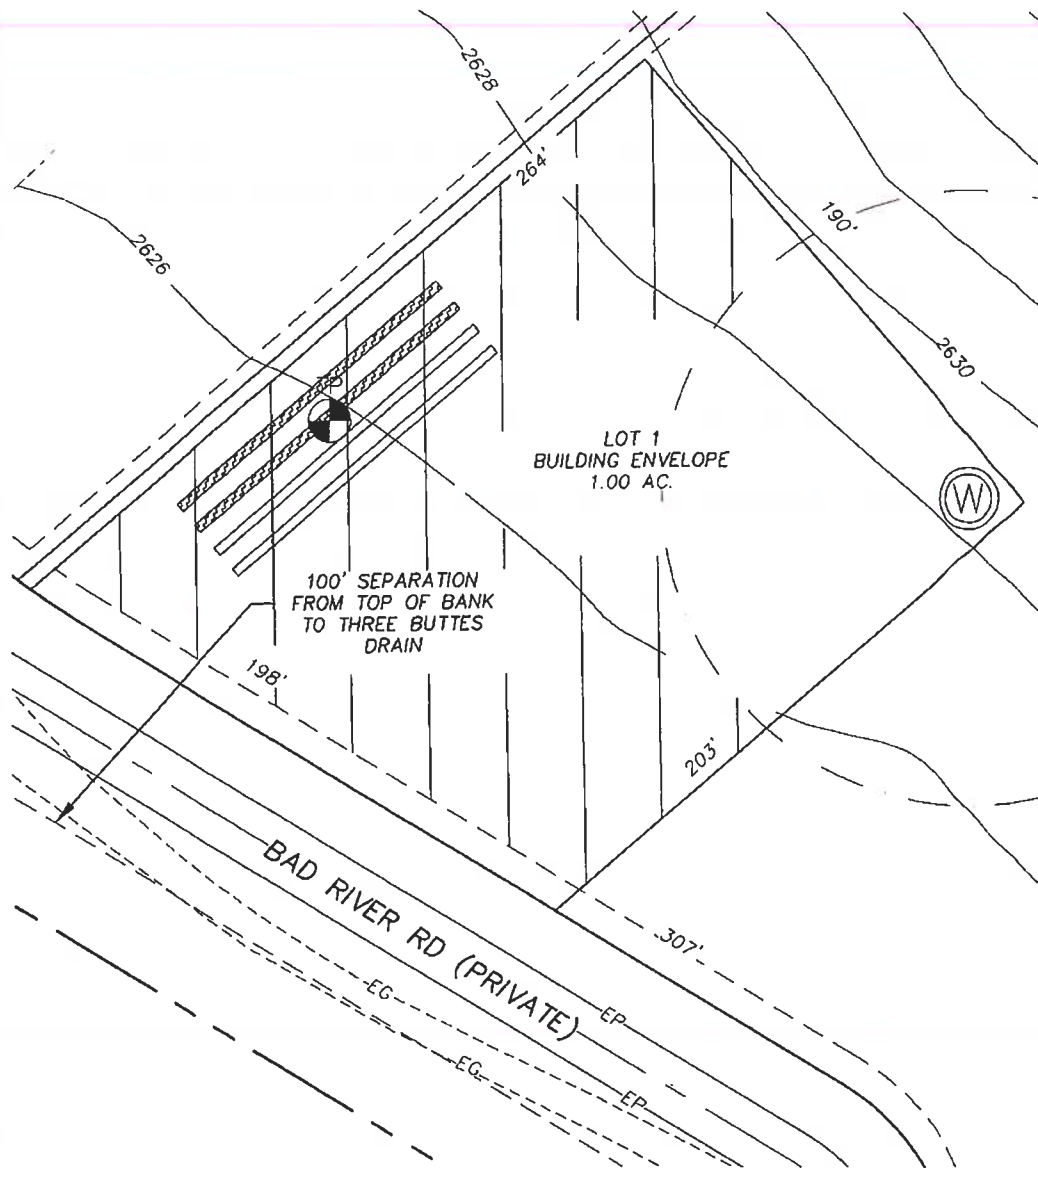 2628
264'
190'
2626
2630
LOT 1
BUILDING ENVELOPE
1.00 AC.
W
100' SEPARATION
FROM TOP OF BANK
TO THREE BUTTES
DRAIN
198'
203'
BAD RIVER RD (PRIVATE)
307'
EG
EP
EG
EP